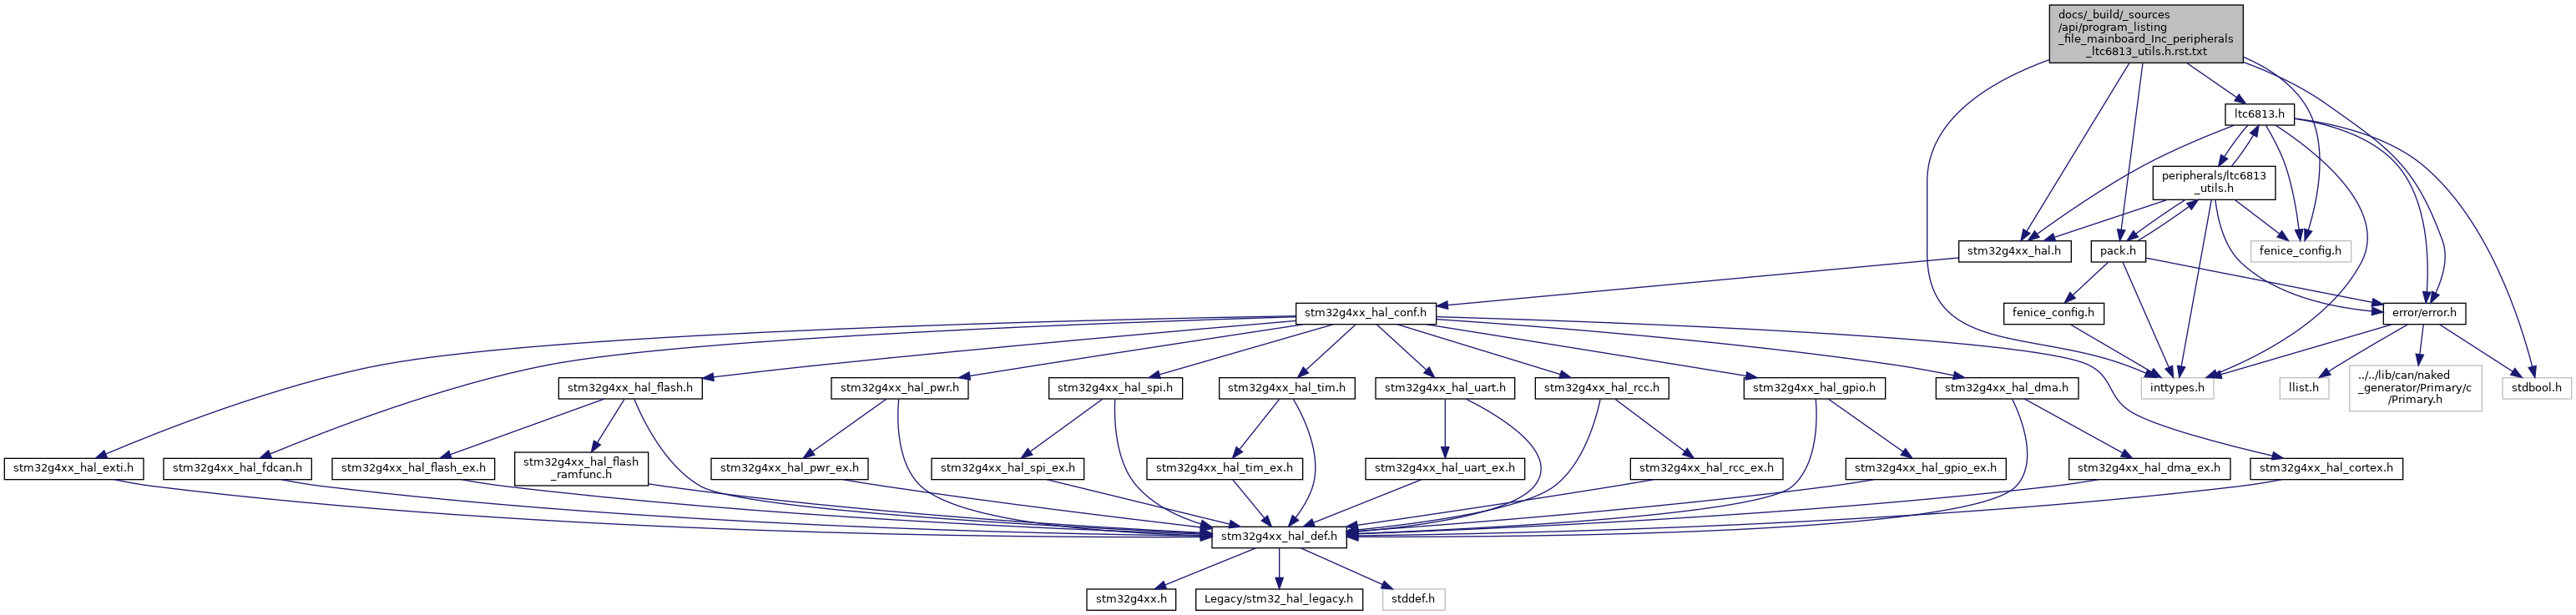 docs/_build/_sources
/api/program_listing
_file_mainboard_Inc_peripherals
_ltc6813_utils.h.rst.txt
ltc6813.h
peripherals/ltc6813
_utils.h
stm32g4xx_hal.h
pack.h
fenice_config.h
stm32g4xx_hal_conf.h
fenice_config.h
error/error.h
stm32g4xx_hal_flash.h
stm32g4xx_hal_pwr.h
stm32g4xx_hal_spi.h
stm32g4xx_hal_tim.h
stm32g4xx_hal_uart.h
stm32g4xx_hal_rcc.h
stm32g4xx_hal_gpio.h
stm32g4xx_hal_dma.h
inttypes.h
llist.h
../../lib/can/naked
_generator/Primary/c
/Primary.h
stdbool.h
stm32g4xx_hal_exti.h
stm32g4xx_hal_fdcan.h
stm32g4xx_hal_flash_ex.h
stm32g4xx_hal_flash
_ramfunc.h
stm32g4xx_hal_pwr_ex.h
stm32g4xx_hal_spi_ex.h
stm32g4xx_hal_tim_ex.h
stm32g4xx_hal_uart_ex.h
stm32g4xx_hal_rcc_ex.h
stm32g4xx_hal_gpio_ex.h
stm32g4xx_hal_dma_ex.h
stm32g4xx_hal_cortex.h
stm32g4xx_hal_def.h
stm32g4xx.h
Legacy/stm32_hal_legacy.h
stddef.h